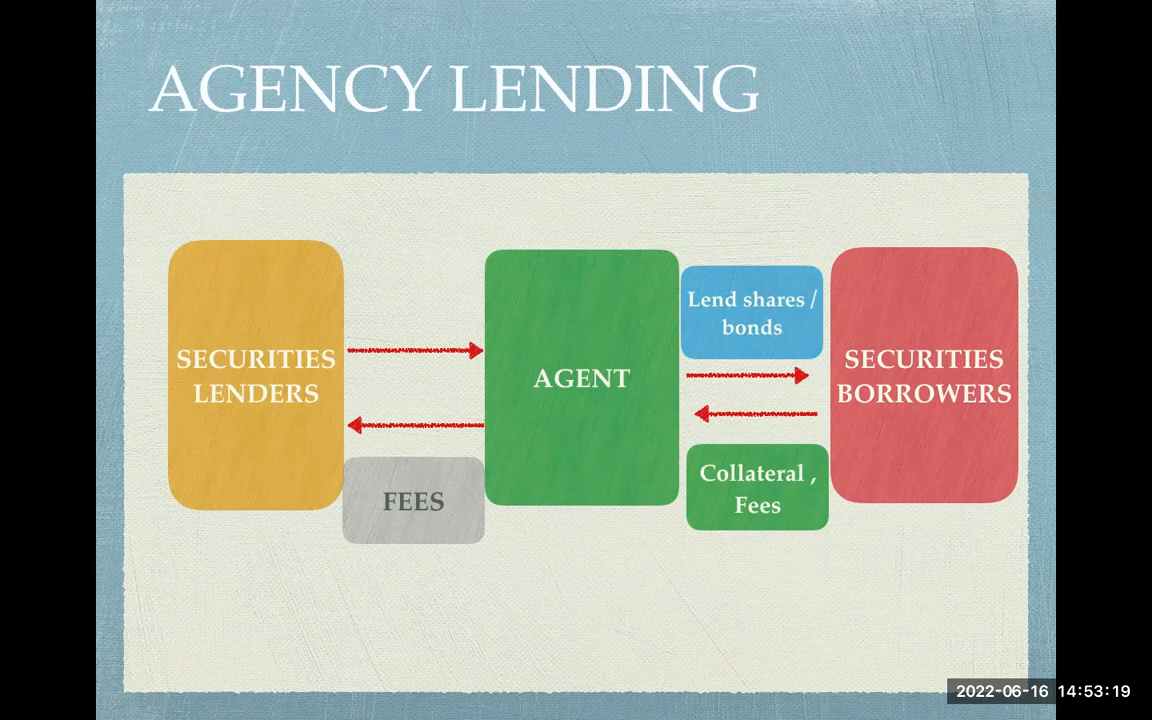 AGENCY LENDING
SECURITIES
LENDERS
FEES
AGENT
Lend shares /
bonds
Collateral ,
Fees
SECURITIES
BORROWERS
2022-06-16 14:53:19